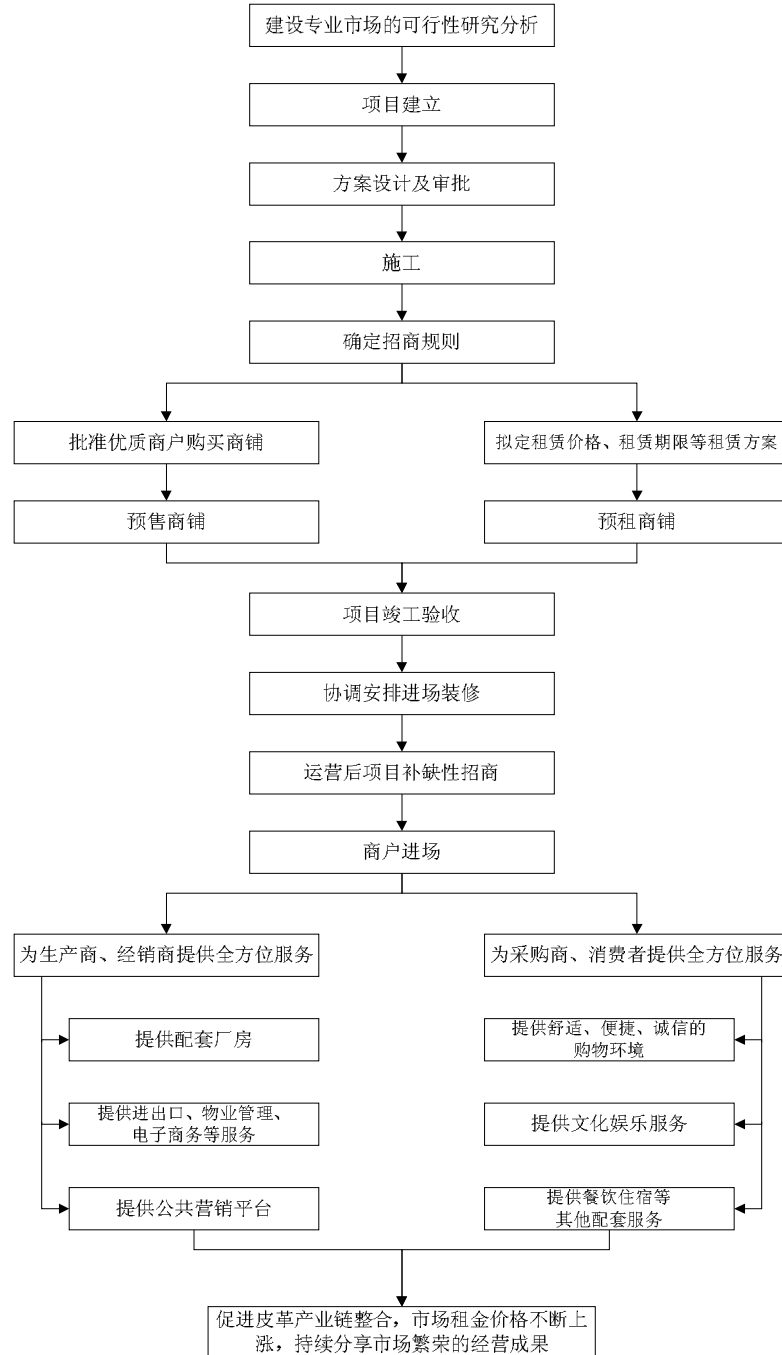 建设专业市场的可行性研究分析
项目建立
方案设计及审批
施工
确定招商规则
批准优质商户购买商铺
拟定租赁价格、租赁期限等租赁方案
预售商铺
预租商铺
项目竣工验收
协调安排进场装修
运营后项目补缺性招商
商户进场
为生产商、经销商提供全方位服务
为采购商、消费者提供全方位服务
提供配套厂房
提供舒适、便捷、诚信的
购物环境
提供进出口、物业管理、
电子商务等服务
提供文化娱乐服务
提供公共营销平台
提供餐饮住宿等
其他配套服务
促进皮革产业链整合，市场租金价格不断上
涨，持续分享市场繁荣的经营成果